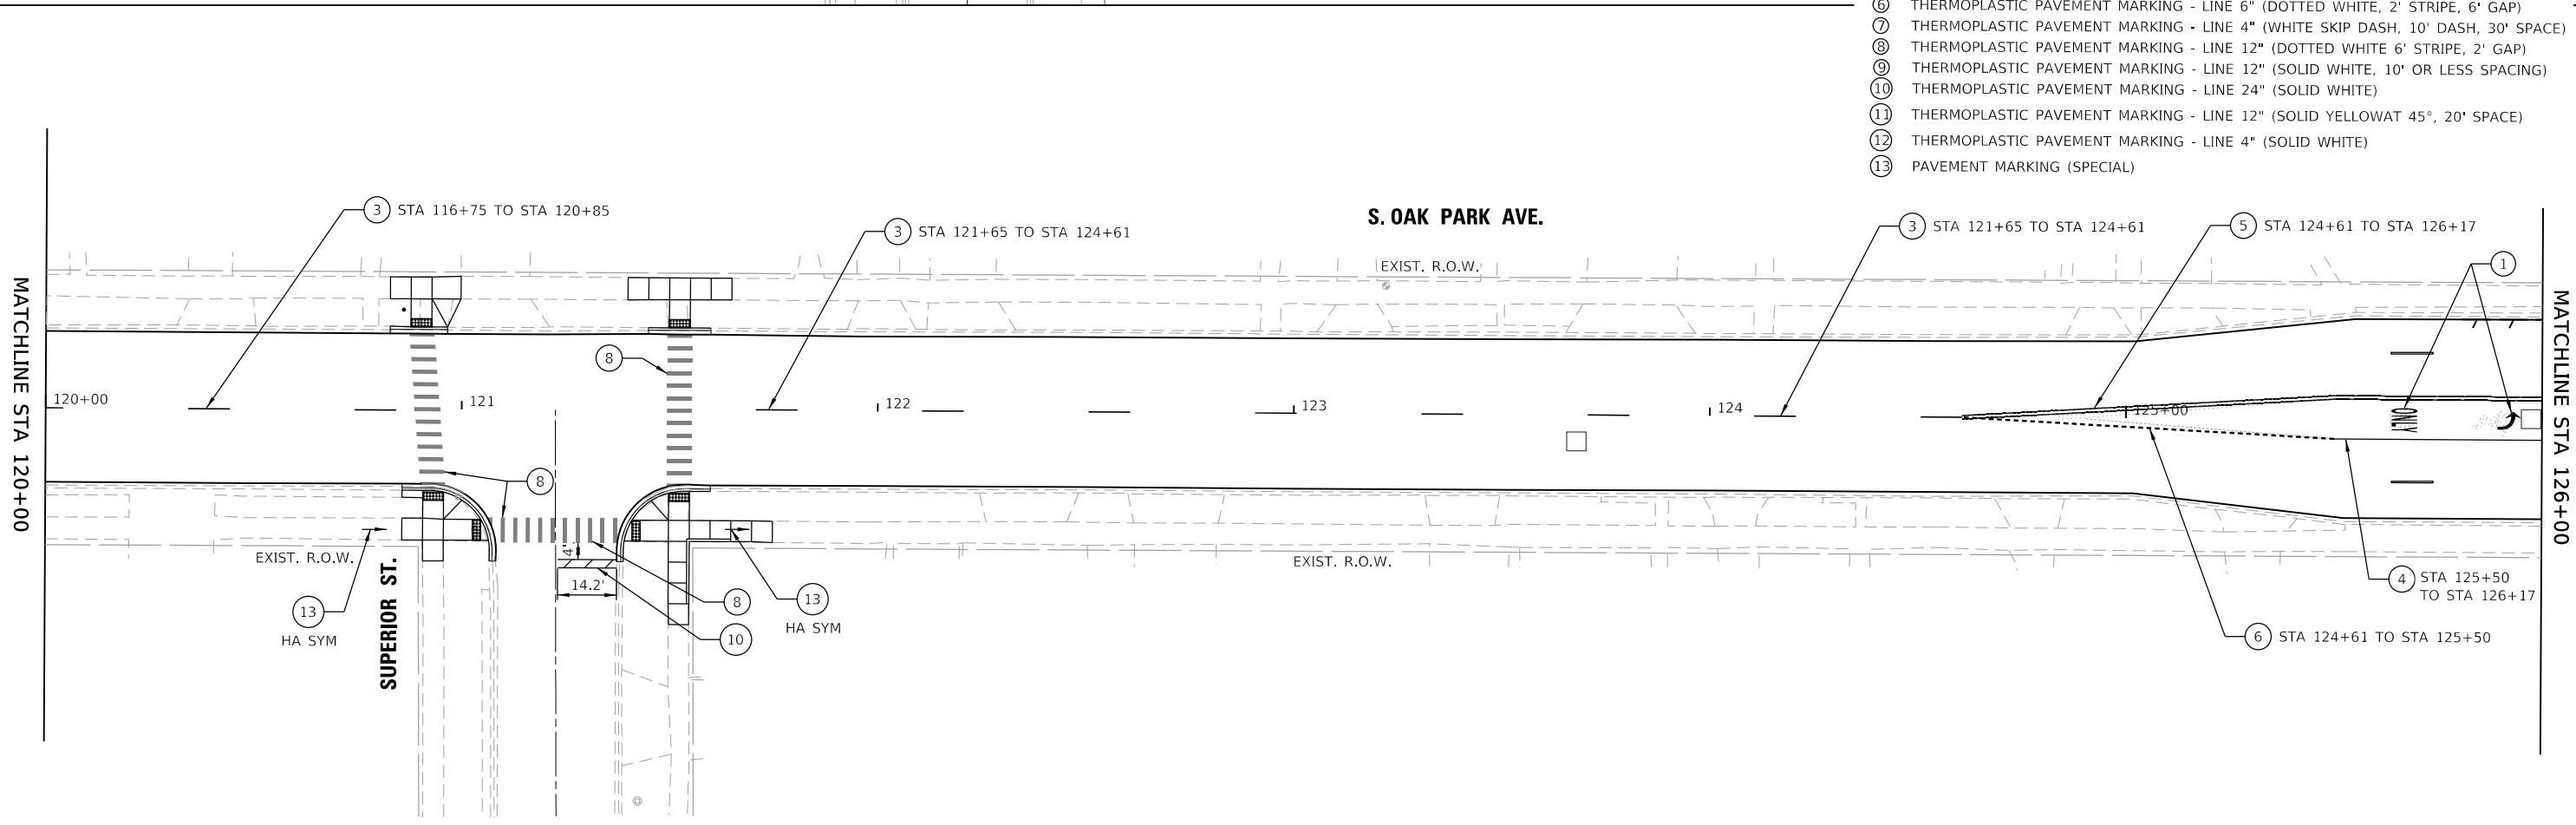 6 THERMOPLASTIC PAVEMENT MARKING - LINE 6" (DOTTED WHITE, 2' STRIPE, 6' GAP)
7 THERMOPLASTIC PAVEMENT MARKING - LINE 4" (WHITE SKIP DASH, 10' DASH, 30' SPACE)
8 THERMOPLASTIC PAVEMENT MARKING - LINE 12" (DOTTED WHITE 6' STRIPE, 2' GAP)
9 THERMOPLASTIC PAVEMENT MARKING - LINE 12" (SOLID WHITE, 10' OR LESS SPACING)
10 THERMOPLASTIC PAVEMENT MARKING - LINE 24" (SOLID WHITE)
11 THERMOPLASTIC PAVEMENT MARKING - LINE 12" (SOLID YELLOWAT 45°, 20' SPACE)
12 THERMOPLASTIC PAVEMENT MARKING - LINE 4" (SOLID WHITE)
13 PAVEMENT MARKING (SPECIAL)
3 STA 116+75 TO STA 120+85
3 STA 121+65 TO STA 124+61
S. OAK PARK AVE.
3 STA 121+65 TO STA 124+61
5 STA 124+61 TO STA 126+17
1
EXIST. R.O.W.
MATCHLINE STA 120+00
MATCHLINE STA 126+00
8
120+00
121
122
123
124
125+00
ONLY
8
EXIST. R.O.W.
4'
EXIST. R.O.W.
14.2'
4 STA 125+50
TO STA 126+17
13
HA SYM
SUPERIOR ST.
8
13
HA SYM
10
6 STA 124+61 TO STA 125+50